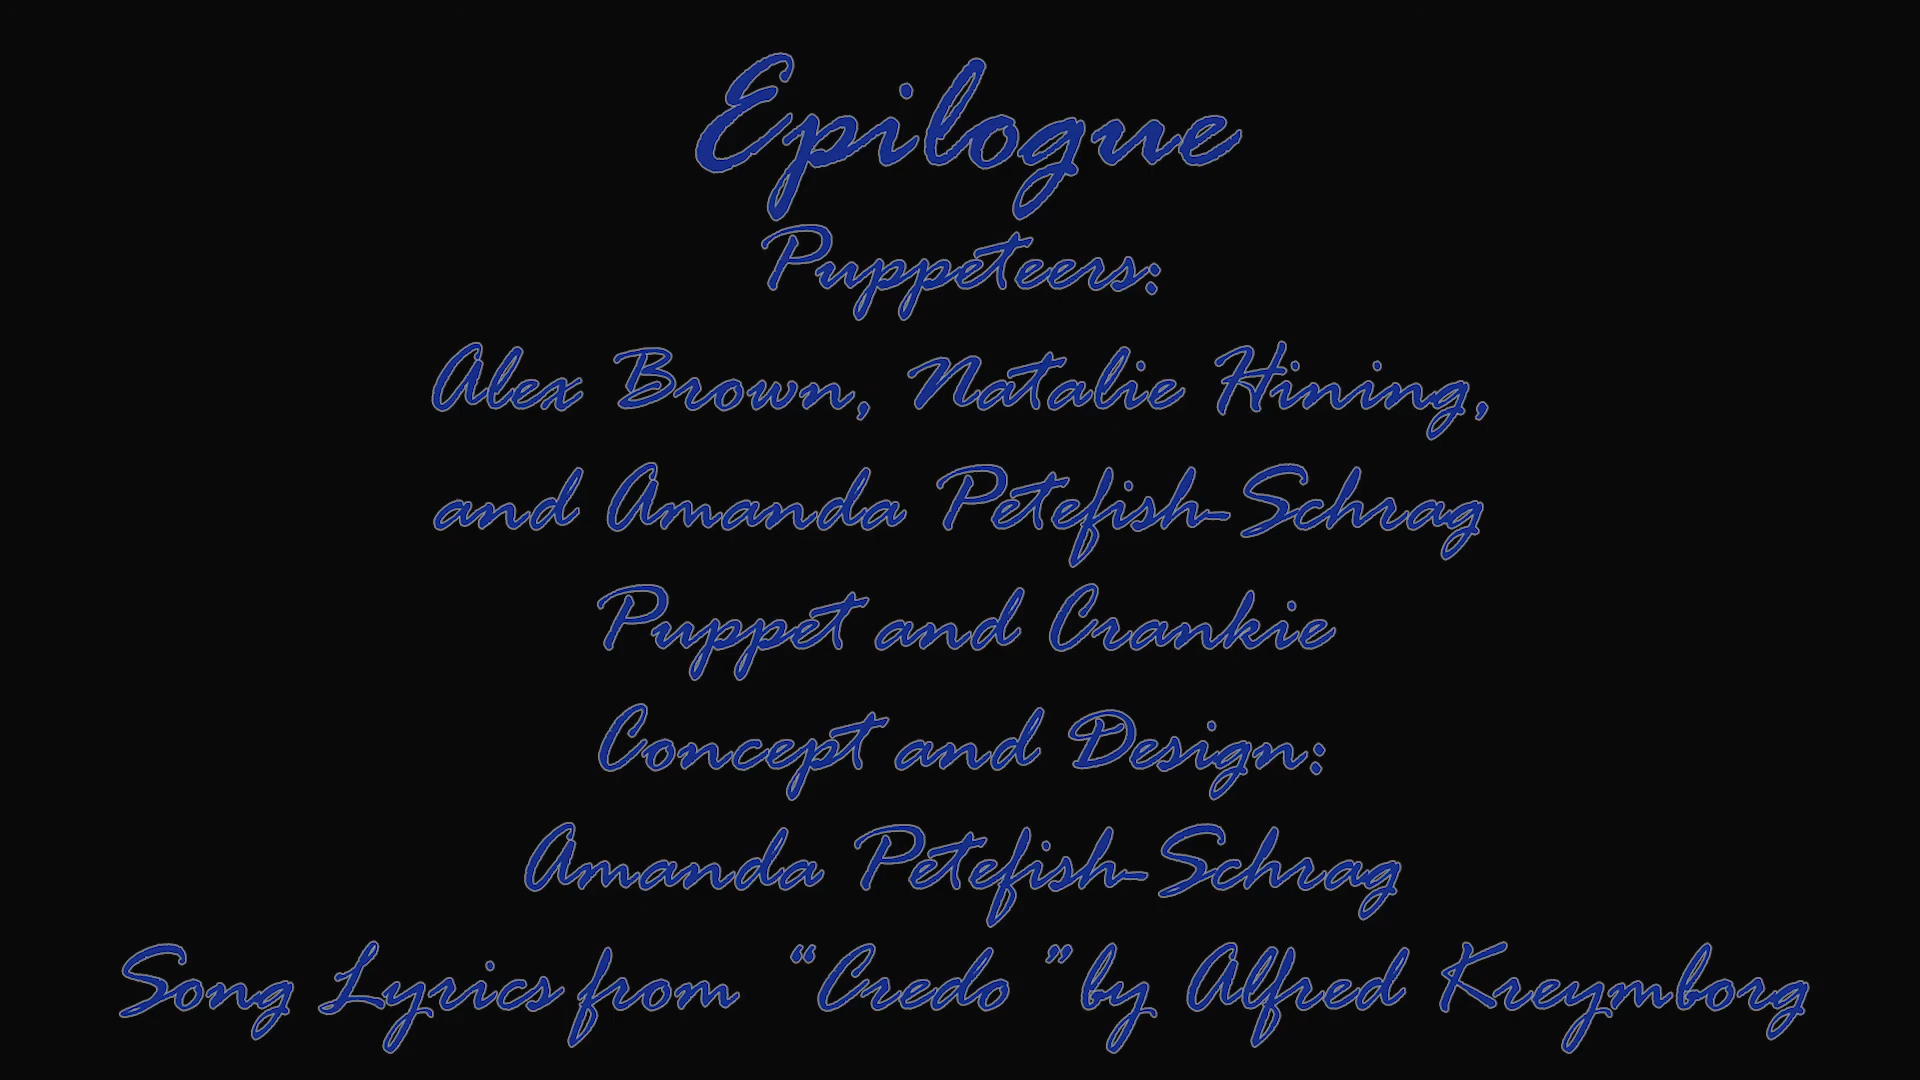 Epilogue
Puppeteers:
Alex Brown, Natalie Hining,
and Amanda Petefish-Schrag
Puppet and Crankie
Concept and Design:
Amanda Petefish-Schrag
Song Lyrics from “Credo” by Alfred Kreymborg